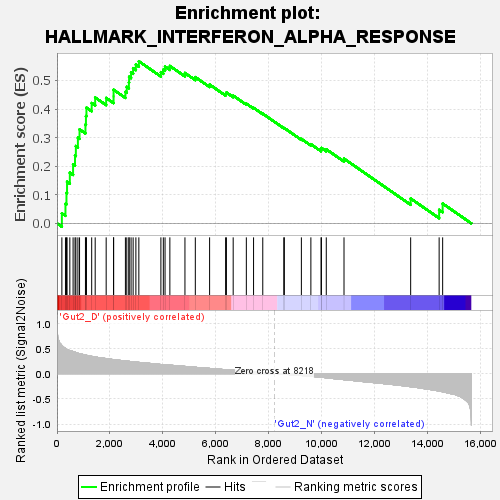 Enrichment plot:
HALLMARK_INTERFERON_ALPHA_RESPONSE
Enrichment score (ES)
0.5
0.4
0.3
0.2
0.1
0.0
'Gut2_D' (positively correlated)
Ranked list metric (Signal2Noise)
1.0
0.5
0.0
-0.5
-1.0
Zero cross at 8218
'Gut2_N' (negatively correlated)
0
2,000
4,000
6,000
8,000
10,000
12,000
14,000
16,000
Rank in Ordered Dataset
Enrichment profile
Hits
Ranking metric scores